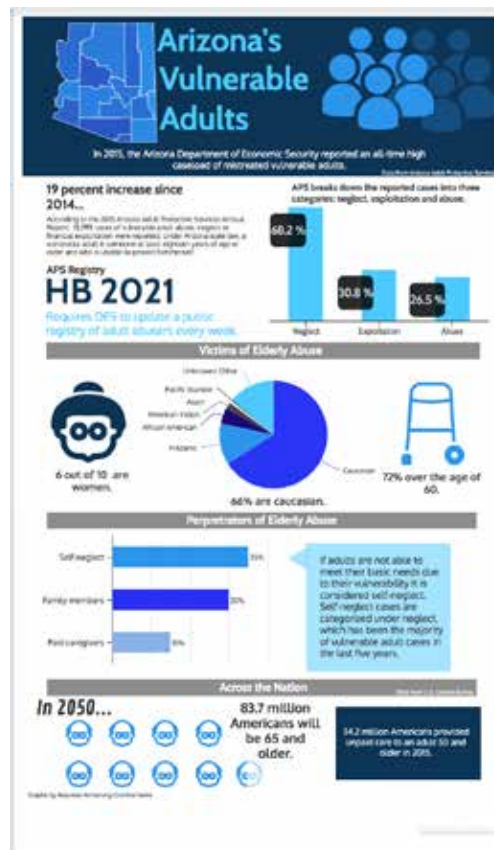 Arizona's
Vulnerable
Adults
In 2015, the Arizona Department of Economic Security reported an all-time high
caseload of mistreated vulnerable adults.
19 percent increase since
2014...
APS breaks down the reported cases into three
categories: neglect, exploitation and abuse.
68.2 %
30.8 %
26.5 %
Neglect
Exploitation
Abuse
APS Registry
HB 2021
Requires DPS to update a public
registry of adult abusers every week.
Victims of Elderly Abuse
Unknown/Other
Pacific Islander
Asian
American Indian
African American
Hispanic
Caucasian
6 out of 10 are
women.
66% are caucasian.
72% over the age of
60.
Perpetrators of Elderly Abuse
Self-neglect
Family members
20%
Paid caregivers
If adults are not able to
meet their basic needs due
to their vulnerability it is
considered self-neglect.
Self-neglect cases are
categorized under neglect,
which has been the majority
of vulnerable adult cases in
the last five years.
Across the Nation
In 2050...
83.7 million
Americans will
be 65 and
older.
34.2 million Americans provided
unpaid care to an adult 50 and
older in 2015.